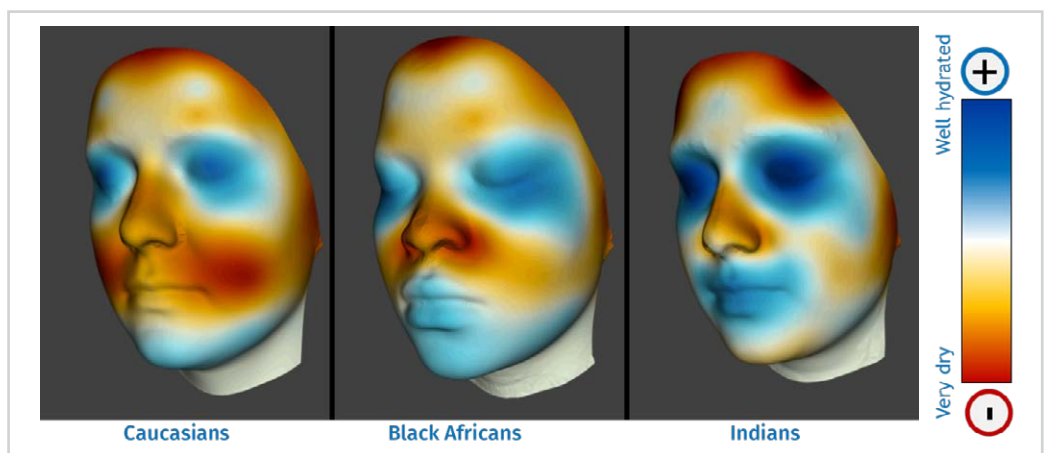 Caucasians
Black Africans
Indians
Well hydrated
+
Very dry
-